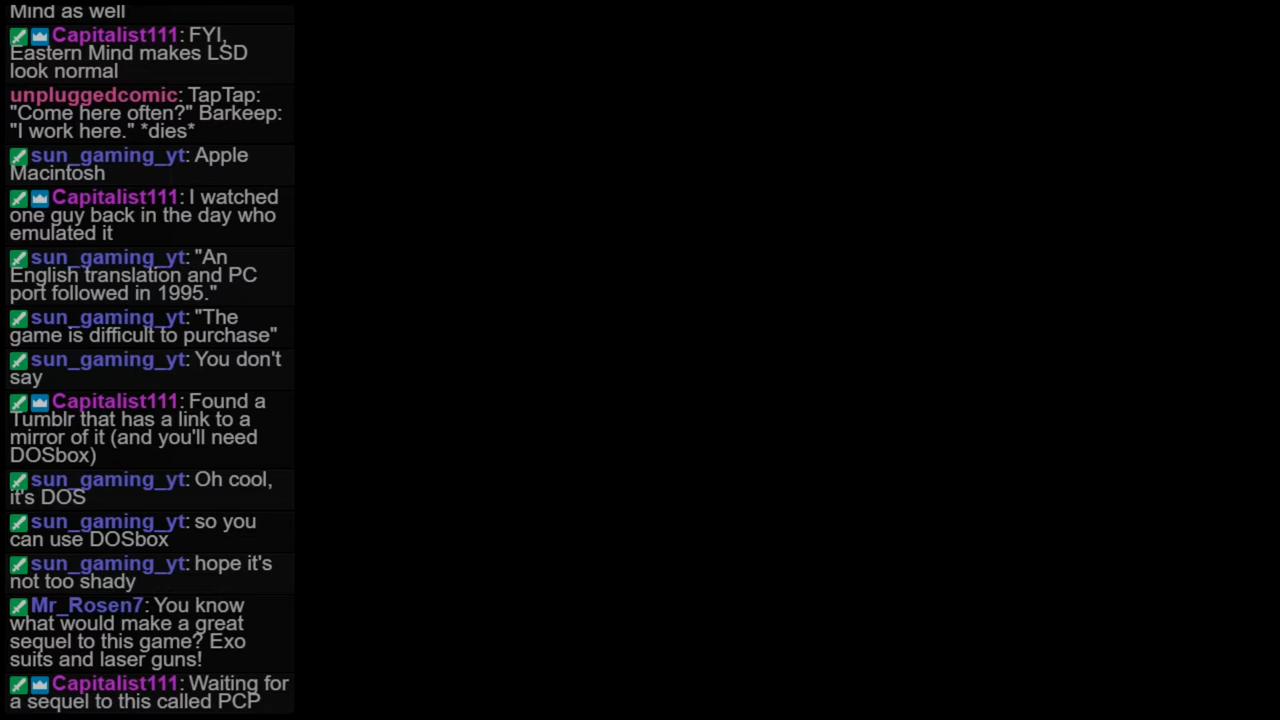 Mind as well
Capitalist111: FYI,
Eastern Mind makes LSD
look normal
unpluggedcomic: TapTap:
"Come here often?" Barkeep:
"I work here." *dies*
sun_gaming_yt: Apple
Macintosh
Capitalist111: I watched
one guy back in the day who
emulated it
sun_gaming_yt: "An
English translation and PC
port followed in 1995."
sun_gaming_yt: "The
game is difficult to purchase"
sun_gaming_yt: You don't
say
Capitalist111: Found a
Tumblr that has a link to a
mirror of it (and you'll need
DOSbox)
sun_gaming_yt: Oh cool,
it's DOS
sun_gaming_yt: so you
can use DOSbox
sun_gaming_yt: hope it's
not too shady
Mr_Rosen7: You know
what would make a great
sequel to this game? Exo
suits and laser guns!
Capitalist111: Waiting for
a sequel to this called PCP